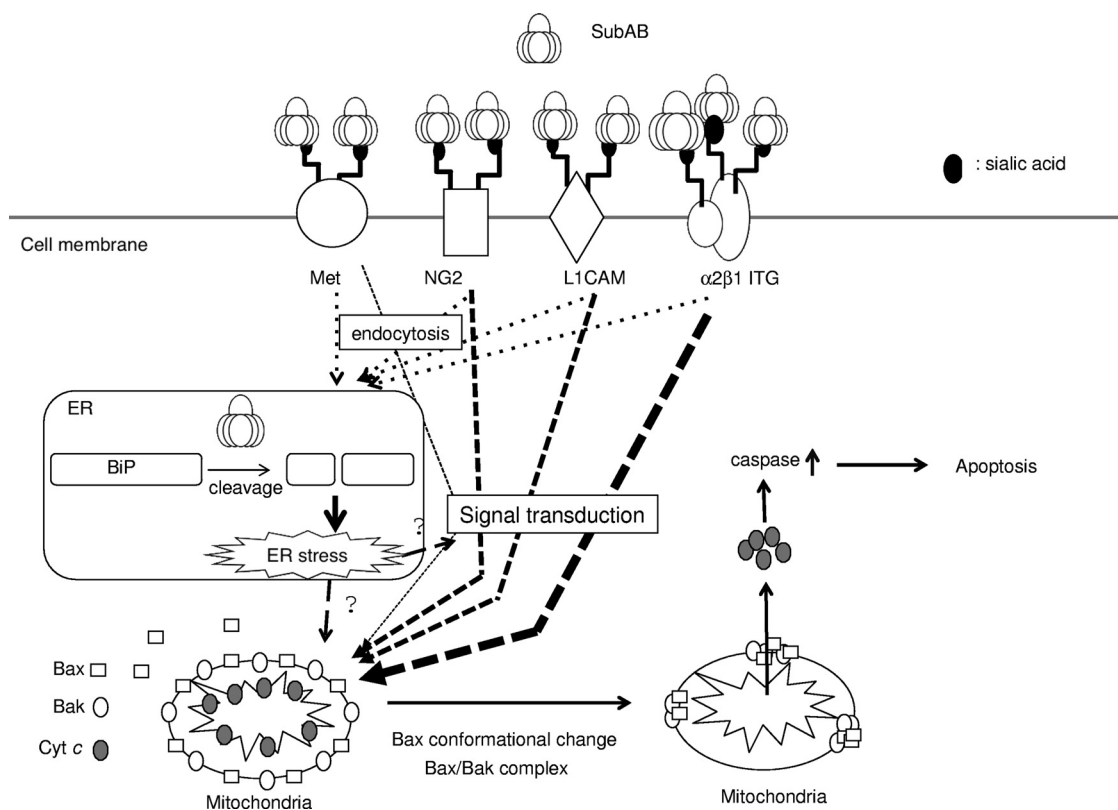 SubAB
: sialic acid
Cell membrane
Met
NG2
L1CAM
α2β1 ITG
endocytosis
ER
BiP
cleavage
caspase
Apoptosis
Signal transduction
?
ER stress
?
Bax
Bak
Cyt c
Bax conformational change
Bax/Bak complex
Mitochondria
Mitochondria